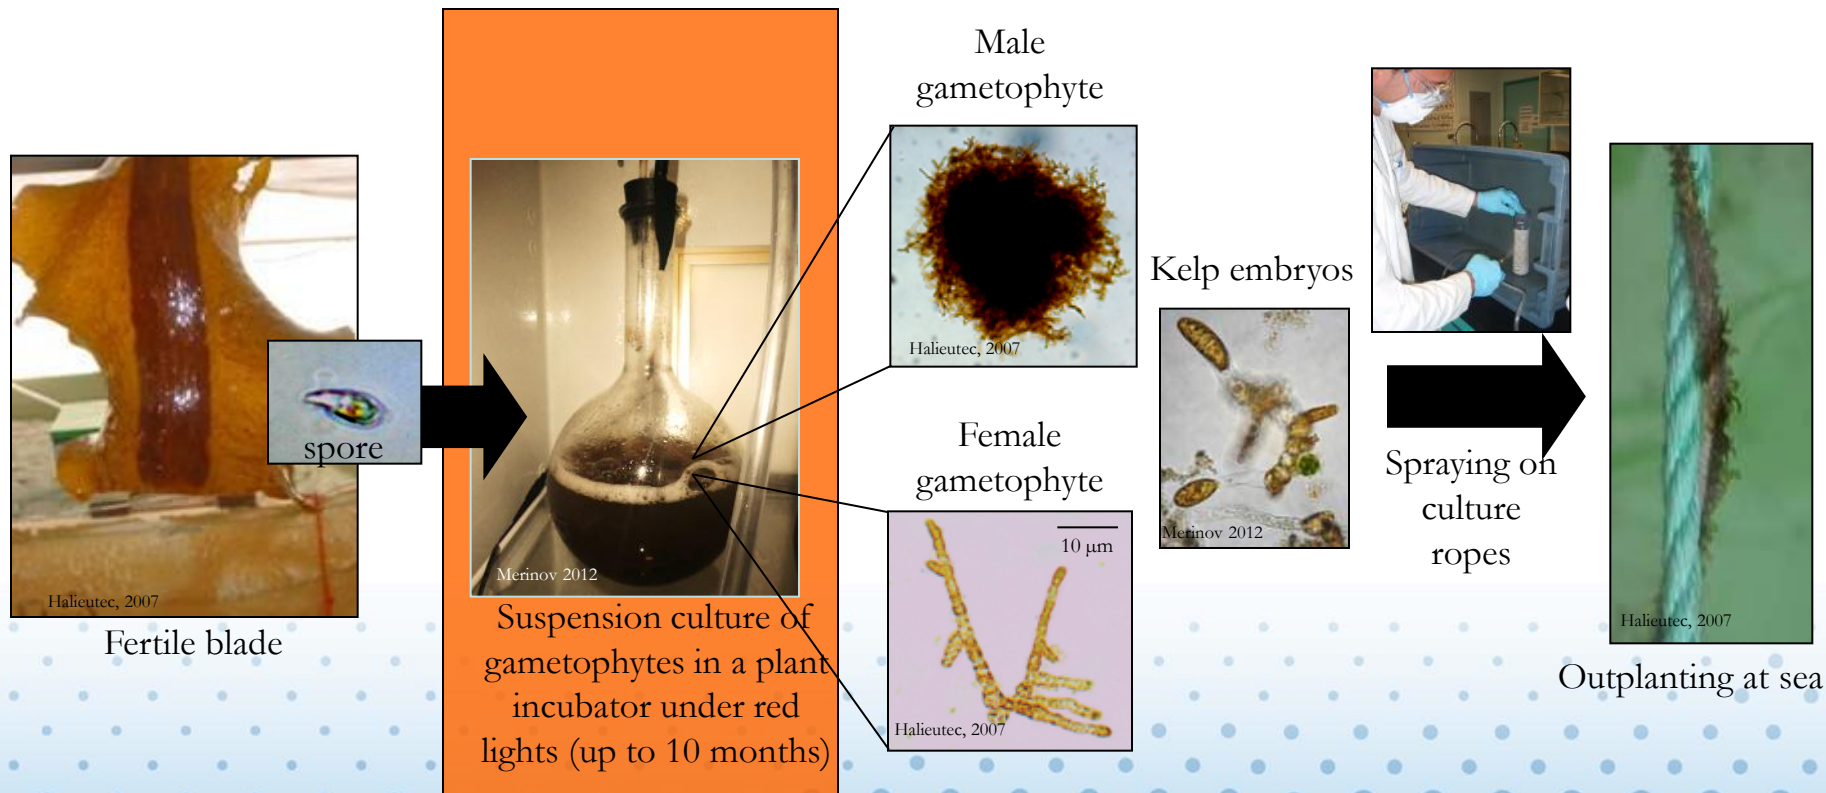 Halieutec, 2007
Fertile blade
spore
Merinov 2012
Suspension culture of
gametophytes in a plant
incubator under red
lights (up to 10 months)
Male
gametophyte
Halieutec, 2007
Female
gametophyte
10 µm
Halieutec, 2007
Kelp embryos
Merinov 2012
Spraying on
culture
ropes
Halieutec, 2007
Outplanting at sea